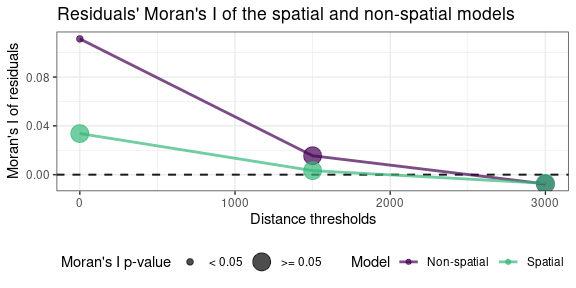 Residuals' Moran's I of the spatial and non-spatial models
Moran's I of residuals
0.08
0.04
0.00
0 1000 2000 3000
Distance thresholds
Moran's I p-value < 0.05 >= 0.05 Model Non-spatial Spatial